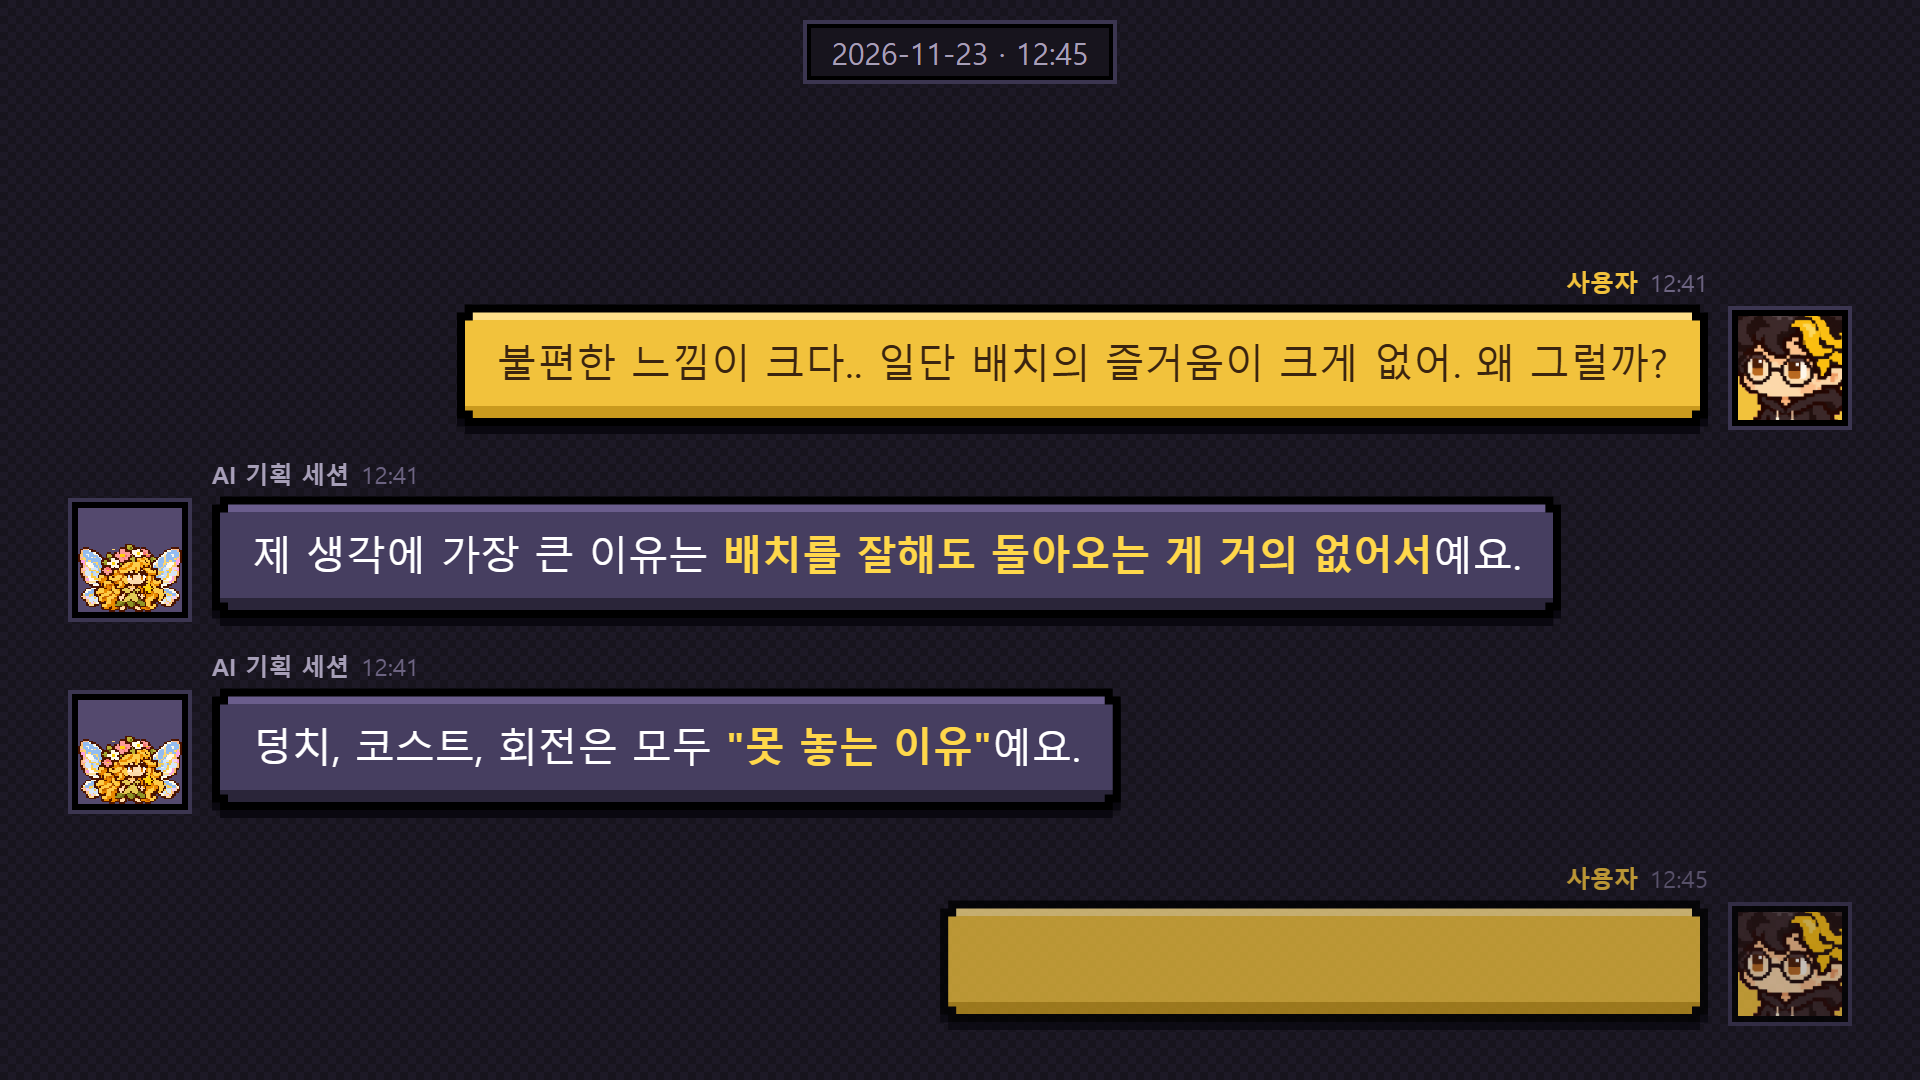 2026-11-23 · 12:45
사용자 12:41
불편한 느낌이 크다.. 일단 배치의 즐거움이 크게 없어. 왜 그럴까?
AI 기획 세션 12:41
제 생각에 가장 큰 이유는 배치를 잘해도 돌아오는 게 거의 없어서예요.
AI 기획 세션 12:41
덩치, 코스트, 회전은 모두 "못 놓는 이유"예요.
사용자 12:45